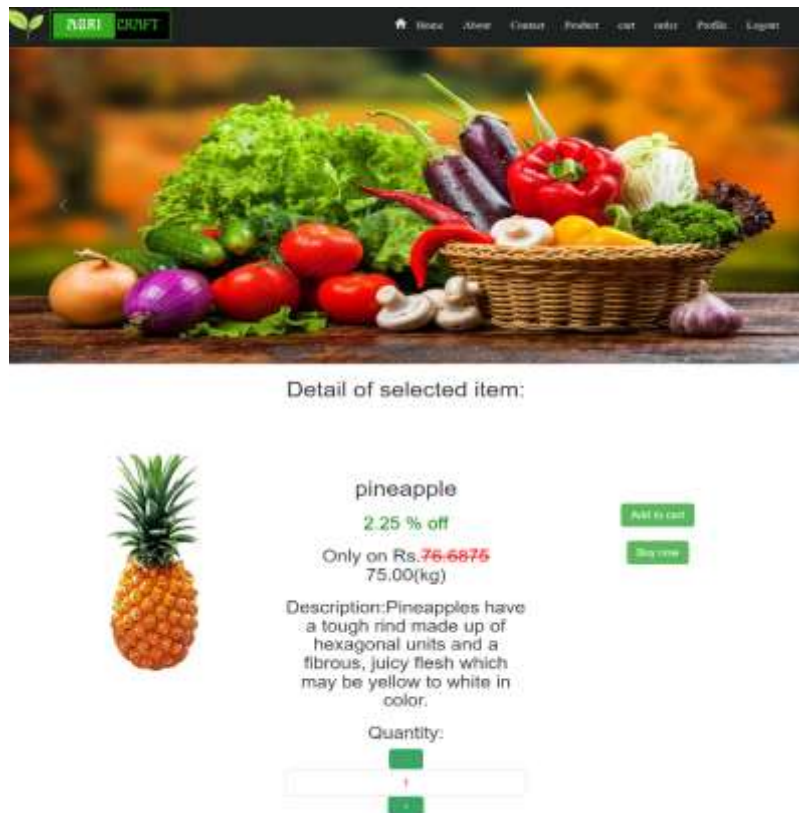 AGRI CRAFT
Home About Contact Product cart order Profile Logout
Detail of selected item:
pineapple
2.25 % off
Only on Rs.76.6875
75.00(kg)
Description:Pineapples have
a tough rind made up of
hexagonal units and a
fibrous, juicy flesh which
may be yellow to white in
color.
Quantity:
Add to cart
Buy now